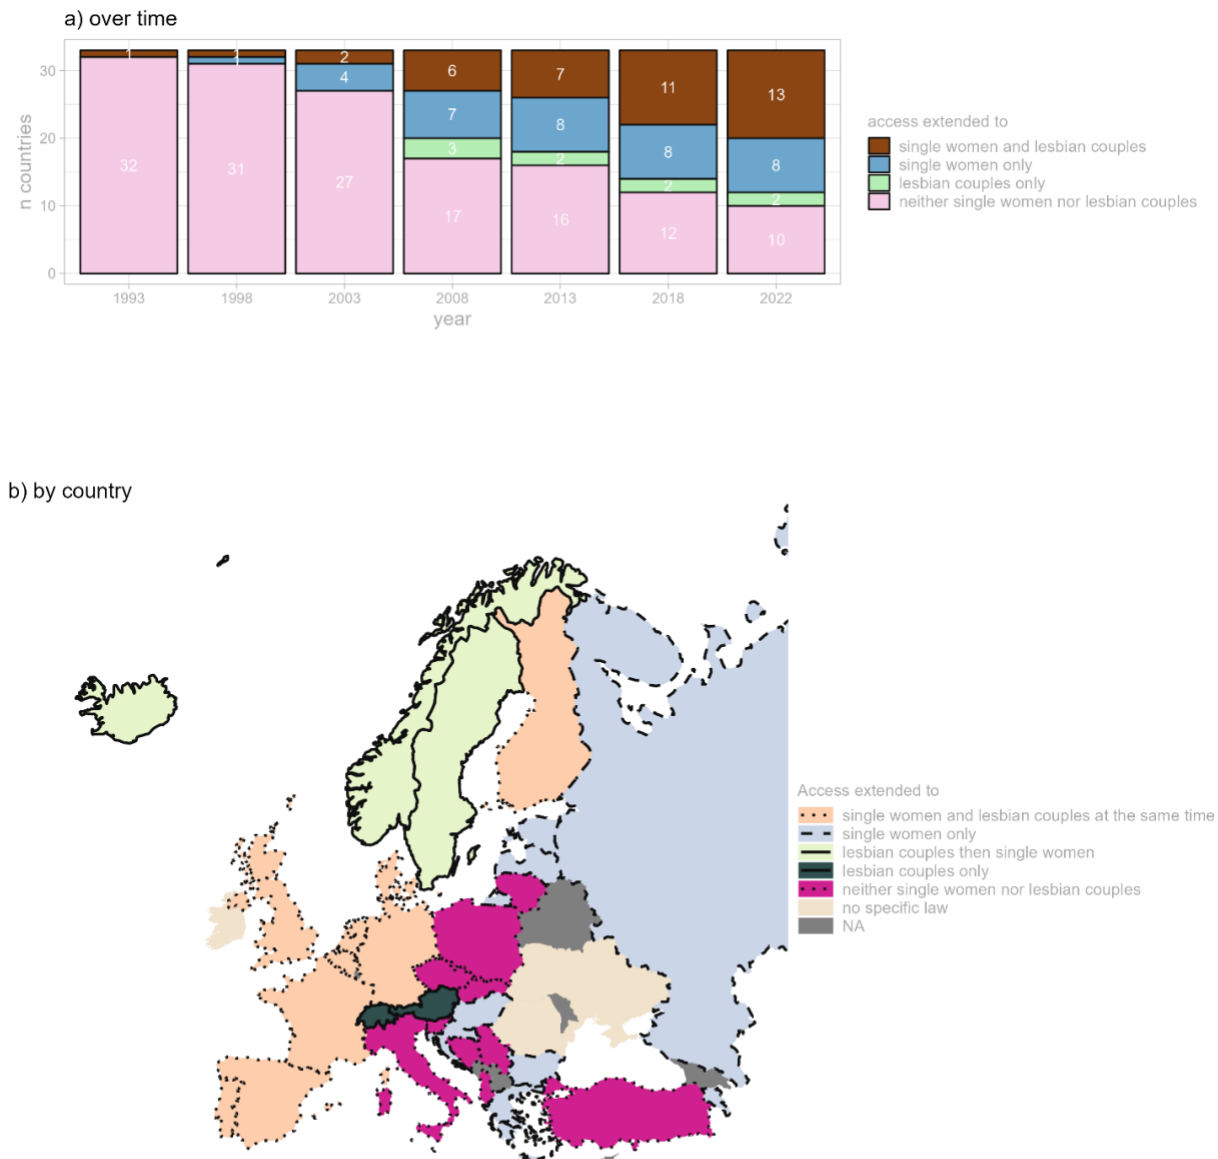 a) over time
n countries
30
20
10
0
1
32
1
1
31
2
4
27
6
7
3
17
7
8
2
16
11
8
2
12
13
8
2
10
1993
1998
2003
2008
2013
2018
2022
year
access extended to
single women and lesbian couples
single women only
lesbian couples only
neither single women nor lesbian couples
b) by country
Access extended to
single women and lesbian couples at the same time
single women only
lesbian couples then single women
lesbian couples only
neither single women nor lesbian couples
no specific law
NA